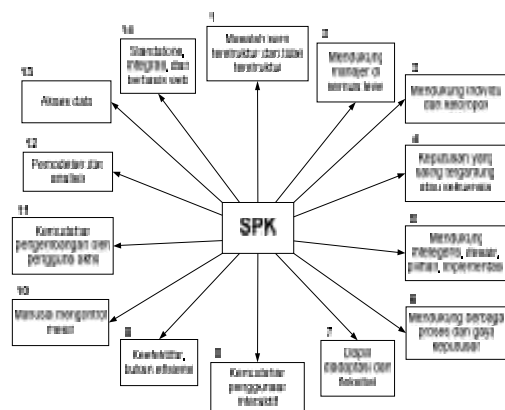 1
Masalah semi
terstruktur dan tidak
terstruktur
2
Mendukung
manajer di
semua level
3
Mendukung individu
dan kelompok
4
Keputusan yang
saling tergantung
atau sekuensial
5
Mendukung
intelegensi, desain,
pilihan, implementasi
6
Mendukung berbagai
proses dan gaya
keputusan
7
Dapat
diadaptasi dan
fleksibel
8
Kemudahan
penggunaan
interaktif
9
Keefektifan,
bukan efisiensi
10
Manusia mengontrol
mesin
11
Kemudahan
pengembangan oleh
pengguna akhir
12
Pemodelan dan
analisis
13
Akses data
14
Standalone,
integrasi, dan
berbasis web
SPK